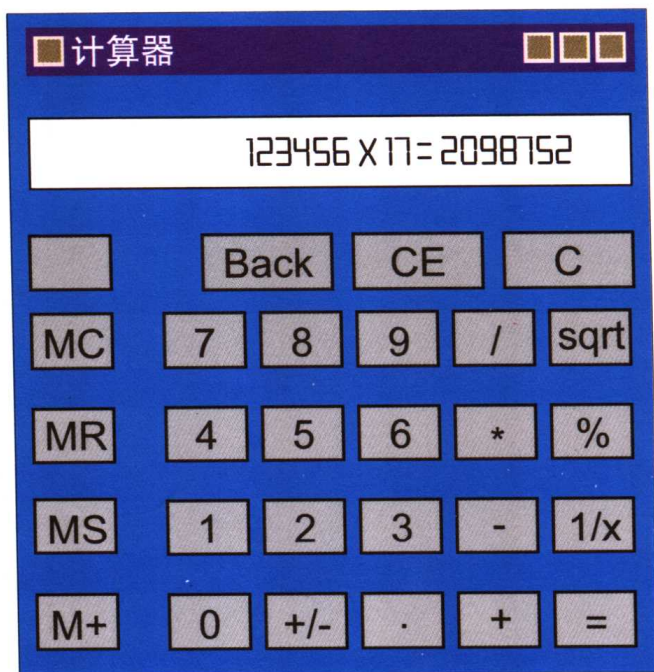 计算器
123456 X 17 = 2098752
Back CE C
MC 7 8 9 / sqrt
MR 4 5 6 * %
MS 1 2 3 - 1/x
M+ 0 +/- . + =